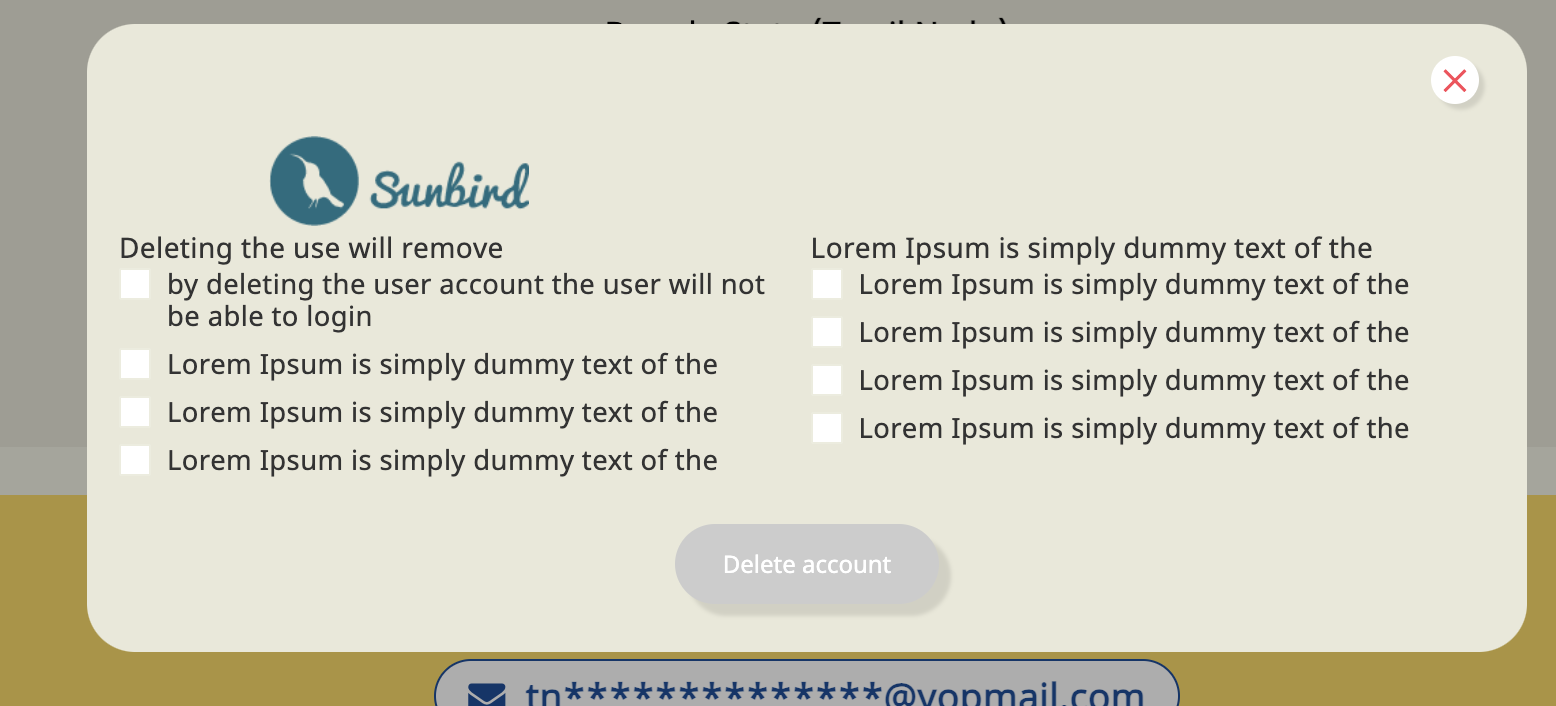 Sunbird
Deleting the use will remove
by deleting the user account the user will not
be able to login
Lorem Ipsum is simply dummy text of the
Lorem Ipsum is simply dummy text of the
Lorem Ipsum is simply dummy text of the
Lorem Ipsum is simply dummy text of the
Lorem Ipsum is simply dummy text of the
Lorem Ipsum is simply dummy text of the
Lorem Ipsum is simply dummy text of the
Lorem Ipsum is simply dummy text of the
Delete account
tn**************@yopmail.com